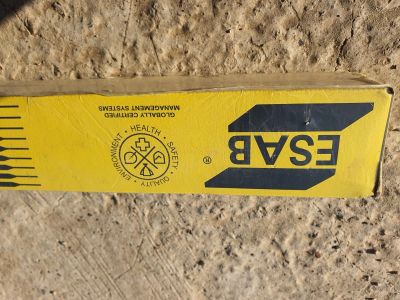 ESAB®
HEALTH • SAFETY • QUALITY • ENVIRONMENT •
GLOBALLY CERTIFIED
MANAGEMENT SYSTEMS